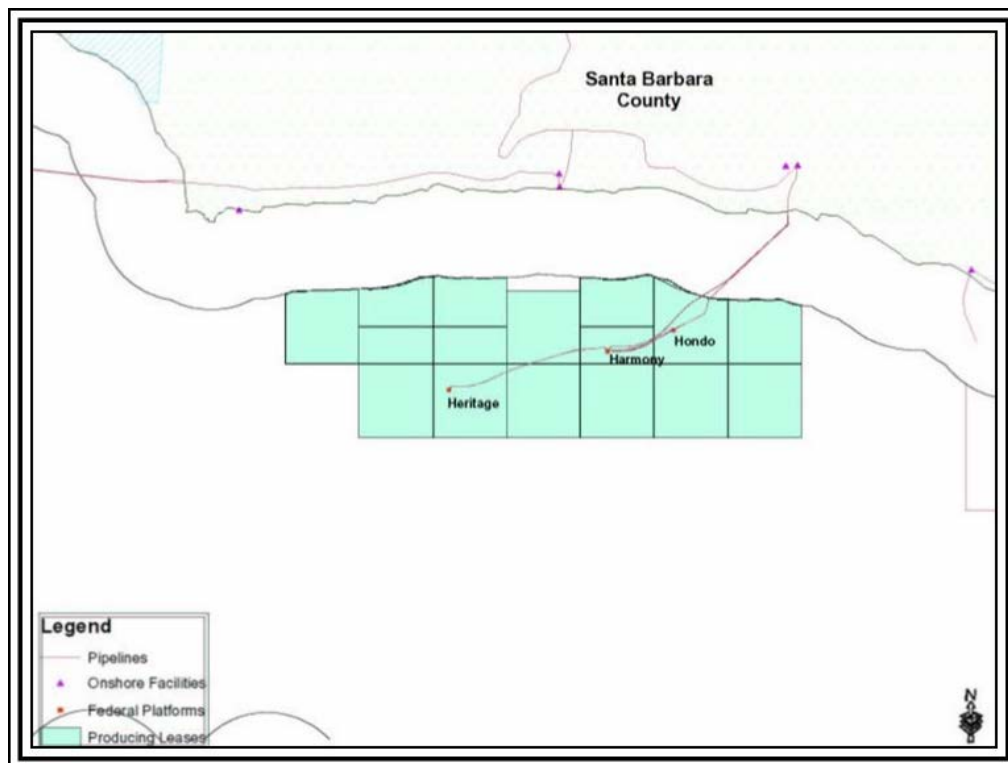 Santa Barbara
County
Hondo
Harmony
Heritage
Legend
Pipelines
Onshore Facilities
Federal Platforms
Producing Leases
N